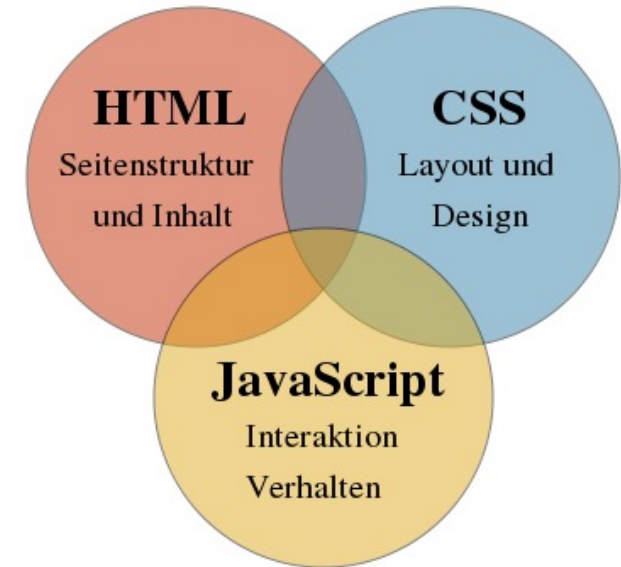 HTML
Seitenstruktur
und Inhalt
CSS
Layout und
Design
JavaScript
Interaktion
Verhalten